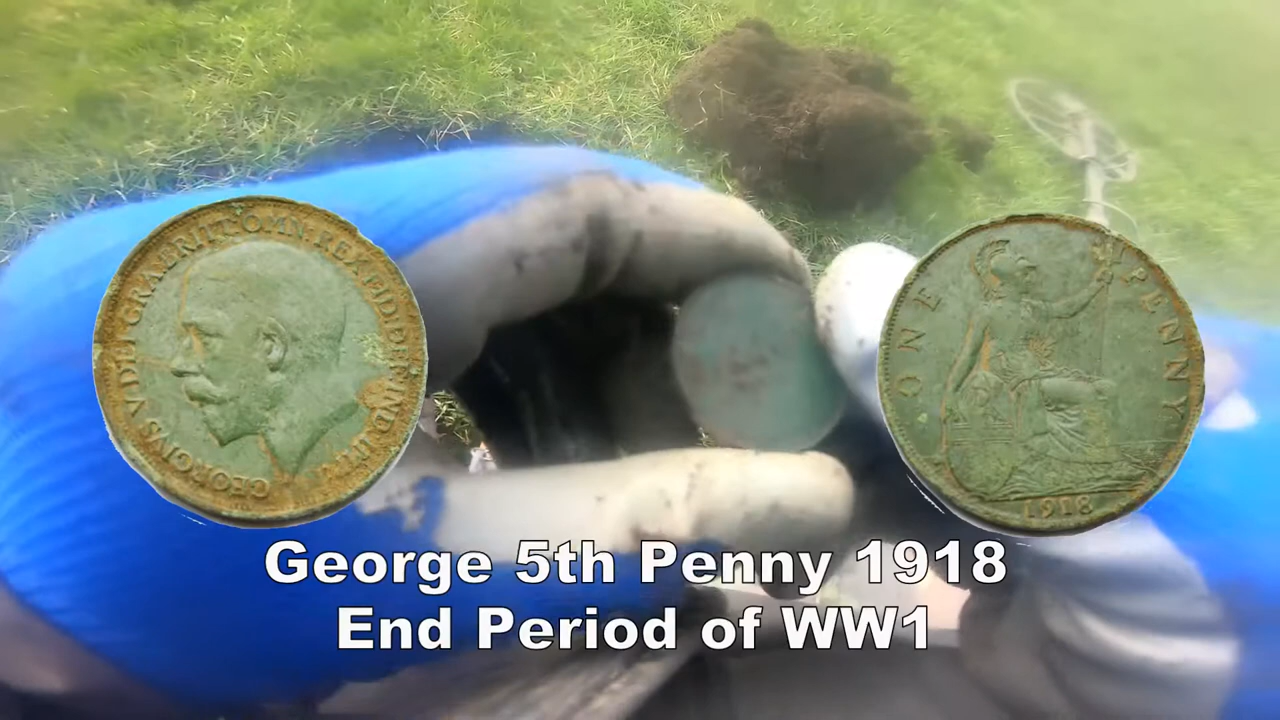 GEORGIVS V DEI GRA:BRITT:OMN:REX FID:DEF:IND:IMP:
ONE PENNY
1918
George 5th Penny 1918
End Period of WW1